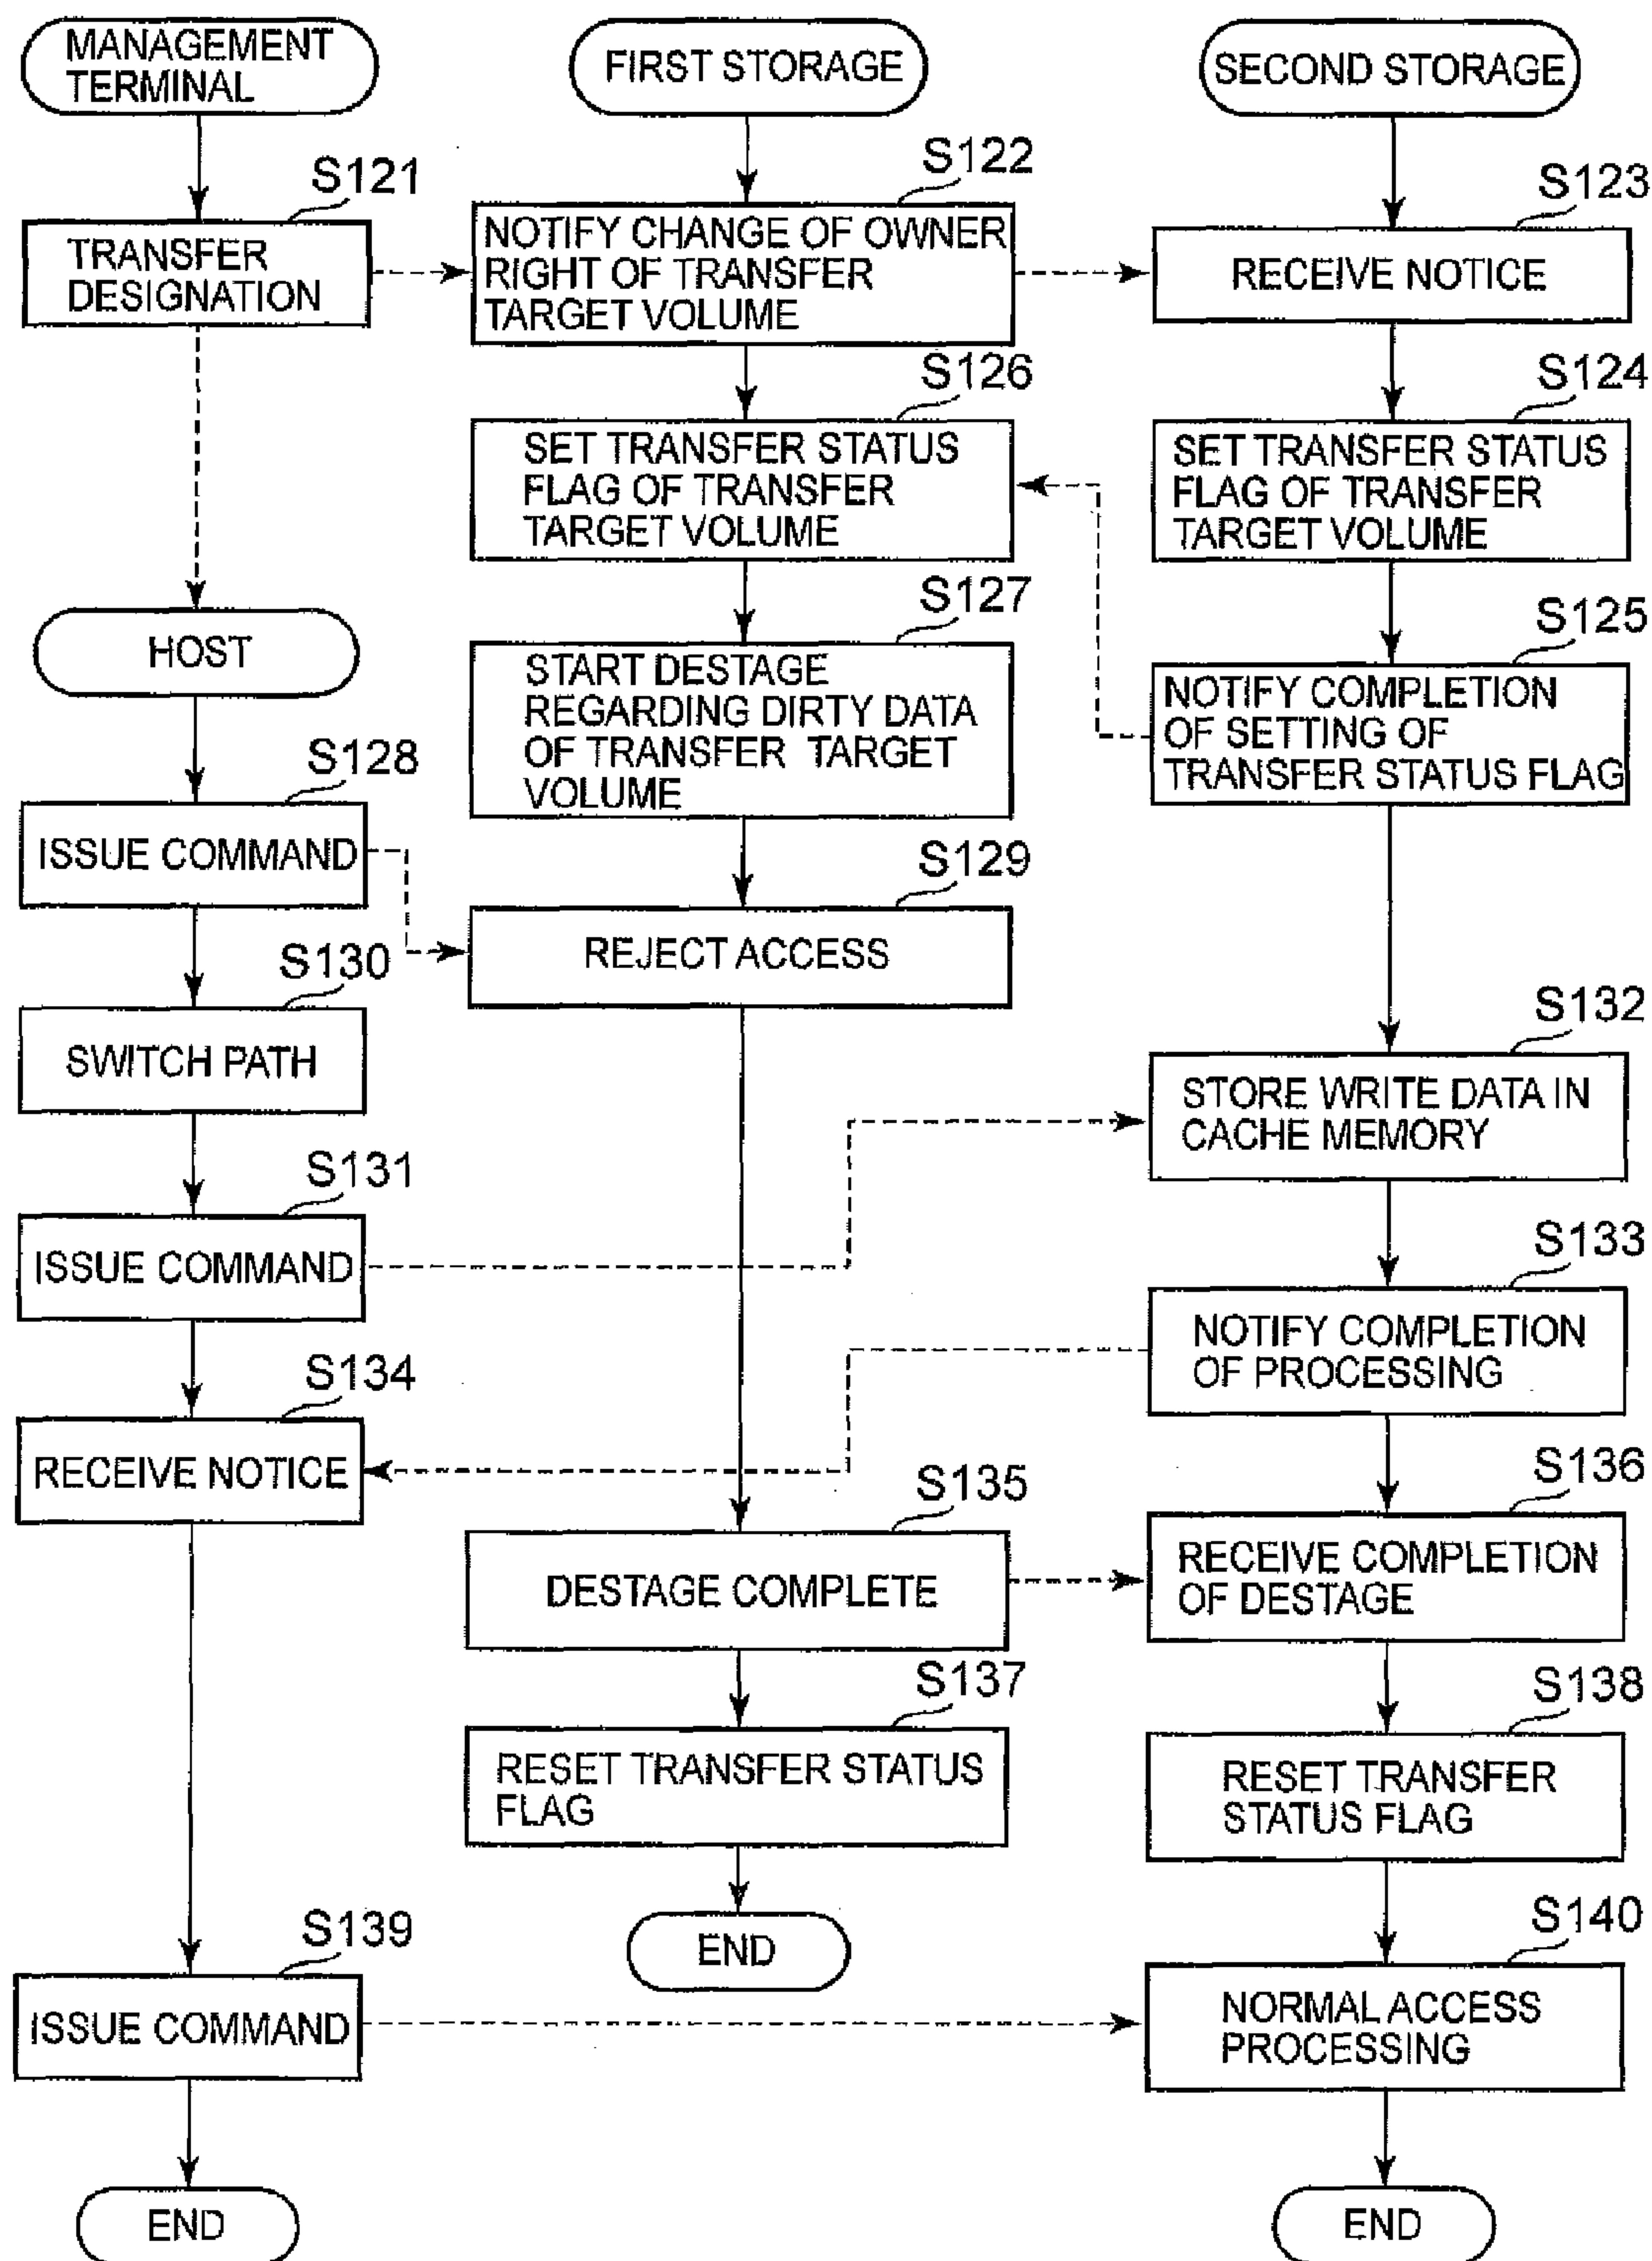 MANAGEMENT
TERMINAL
FIRST STORAGE
SECOND STORAGE
S121
TRANSFER
DESIGNATION
S122
NOTIFY CHANGE OF OWNER
RIGHT OF TRANSFER
TARGET VOLUME
S123
RECEIVE NOTICE
S126
SET TRANSFER STATUS
FLAG OF TRANSFER
TARGET VOLUME
S124
SET TRANSFER STATUS
FLAG OF TRANSFER
TARGET VOLUME
HOST
S127
START DESTAGE
REGARDING DIRTY DATA
OF TRANSFER TARGET
VOLUME
S125
NOTIFY COMPLETION
OF SETTING OF
TRANSFER STATUS FLAG
S128
ISSUE COMMAND
S129
REJECT ACCESS
S130
SWITCH PATH
S132
STORE WRITE DATA IN
CACHE MEMORY
S131
ISSUE COMMAND
S133
NOTIFY COMPLETION
OF PROCESSING
S134
RECEIVE NOTICE
S135
DESTAGE COMPLETE
S136
RECEIVE COMPLETION
OF DESTAGE
S137
RESET TRANSFER STATUS
FLAG
S138
RESET TRANSFER
STATUS FLAG
END
S139
ISSUE COMMAND
S140
NORMAL ACCESS
PROCESSING
END
END